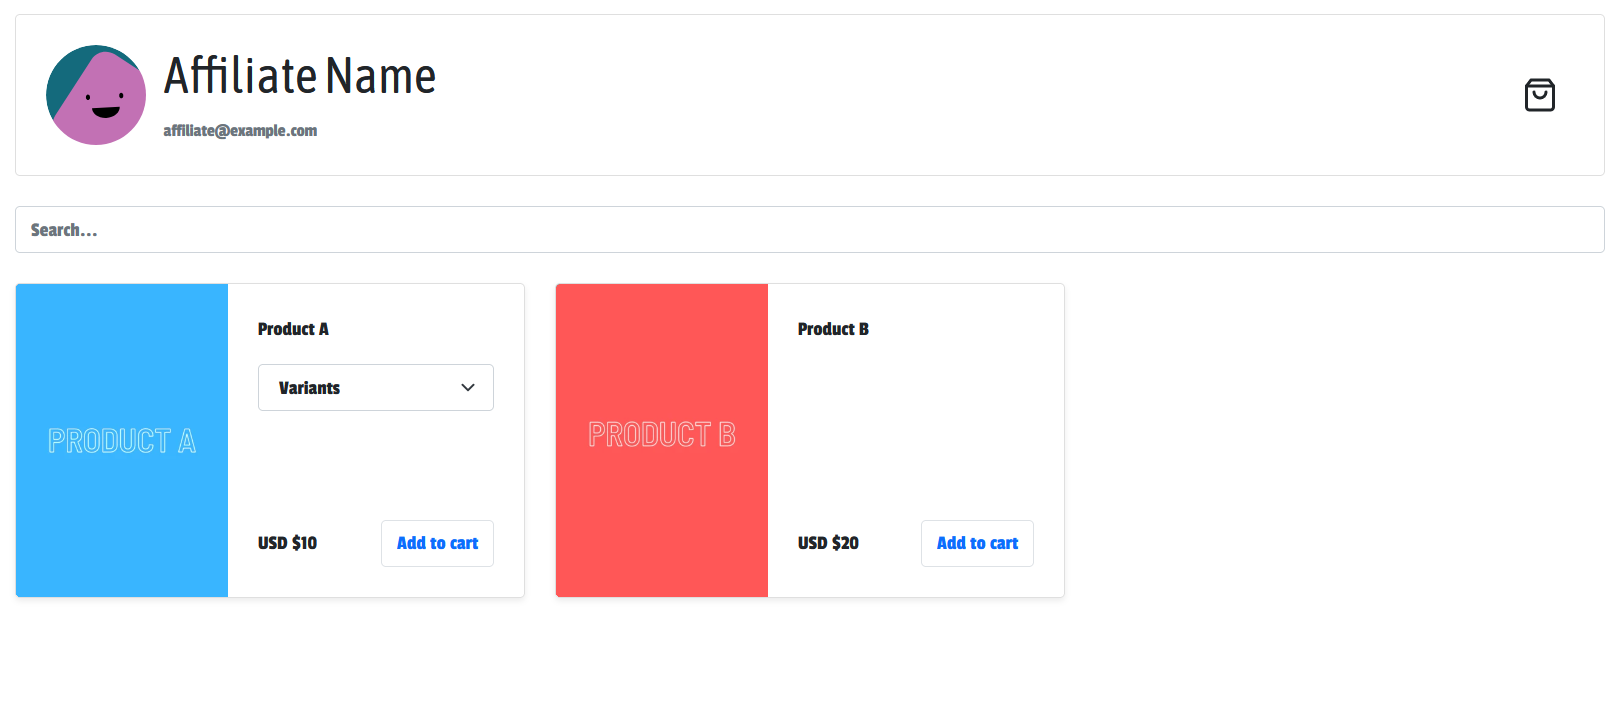 Affiliate Name
affiliate@example.com
Search...
PRODUCT A
Product A
Variants
USD $10
Add to cart
PRODUCT B
Product B
USD $20
Add to cart